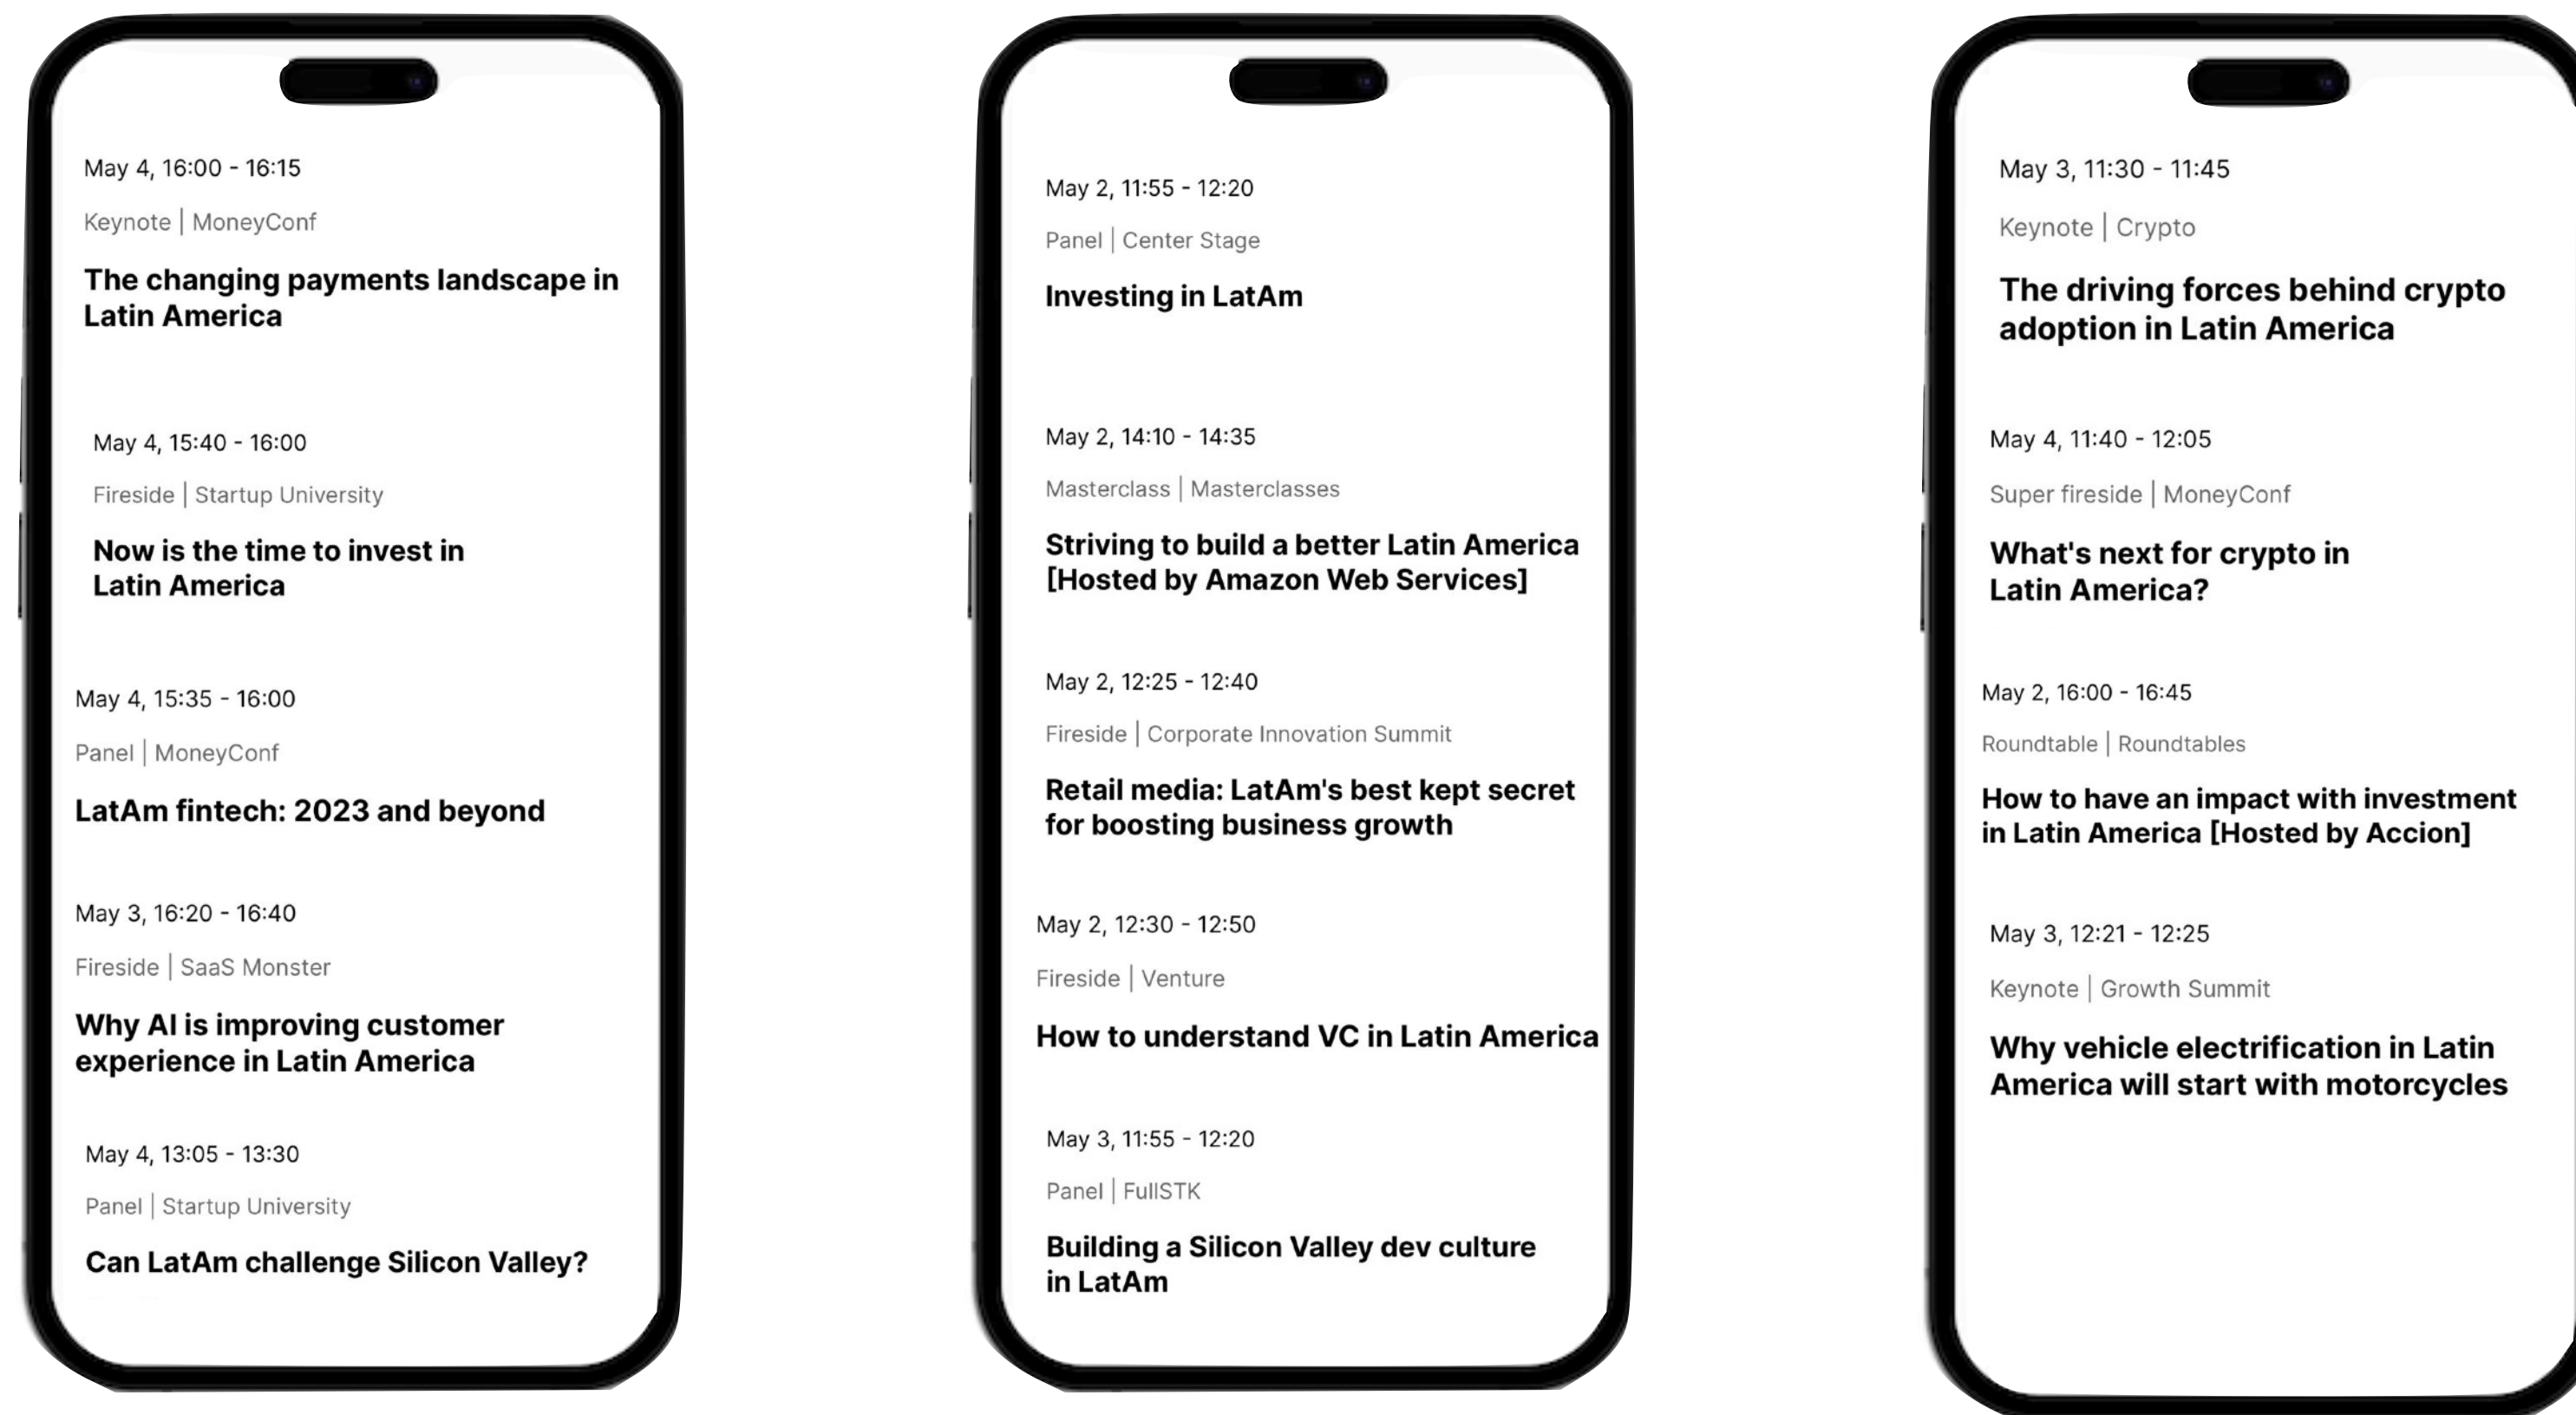 May 4, 16:00 - 16:15
Keynote | MoneyConf
The changing payments landscape in
Latin America
May 4, 15:40 - 16:00
Fireside | Startup University
Now is the time to invest in
Latin America
May 4, 15:35 - 16:00
Panel | MoneyConf
LatAm fintech: 2023 and beyond
May 3, 16:20 - 16:40
Fireside | SaaS Monster
Why AI is improving customer
experience in Latin America
May 4, 13:05 - 13:30
Panel | Startup University
Can LatAm challenge Silicon Valley?
May 2, 11:55 - 12:20
Panel | Center Stage
Investing in LatAm
May 2, 14:10 - 14:35
Masterclass | Masterclasses
Striving to build a better Latin America
[Hosted by Amazon Web Services]
May 2, 12:25 - 12:40
Fireside | Corporate Innovation Summit
Retail media: LatAm's best kept secret
for boosting business growth
May 2, 12:30 - 12:50
Fireside | Venture
How to understand VC in Latin America
May 3, 11:55 - 12:20
Panel | FullSTK
Building a Silicon Valley dev culture
in LatAm
May 3, 11:30 - 11:45
Keynote | Crypto
The driving forces behind crypto
adoption in Latin America
May 4, 11:40 - 12:05
Super fireside | MoneyConf
What's next for crypto in
Latin America?
May 2, 16:00 - 16:45
Roundtable | Roundtables
How to have an impact with investment
in Latin America [Hosted by Accion]
May 3, 12:21 - 12:25
Keynote | Growth Summit
Why vehicle electrification in Latin
America will start with motorcycles